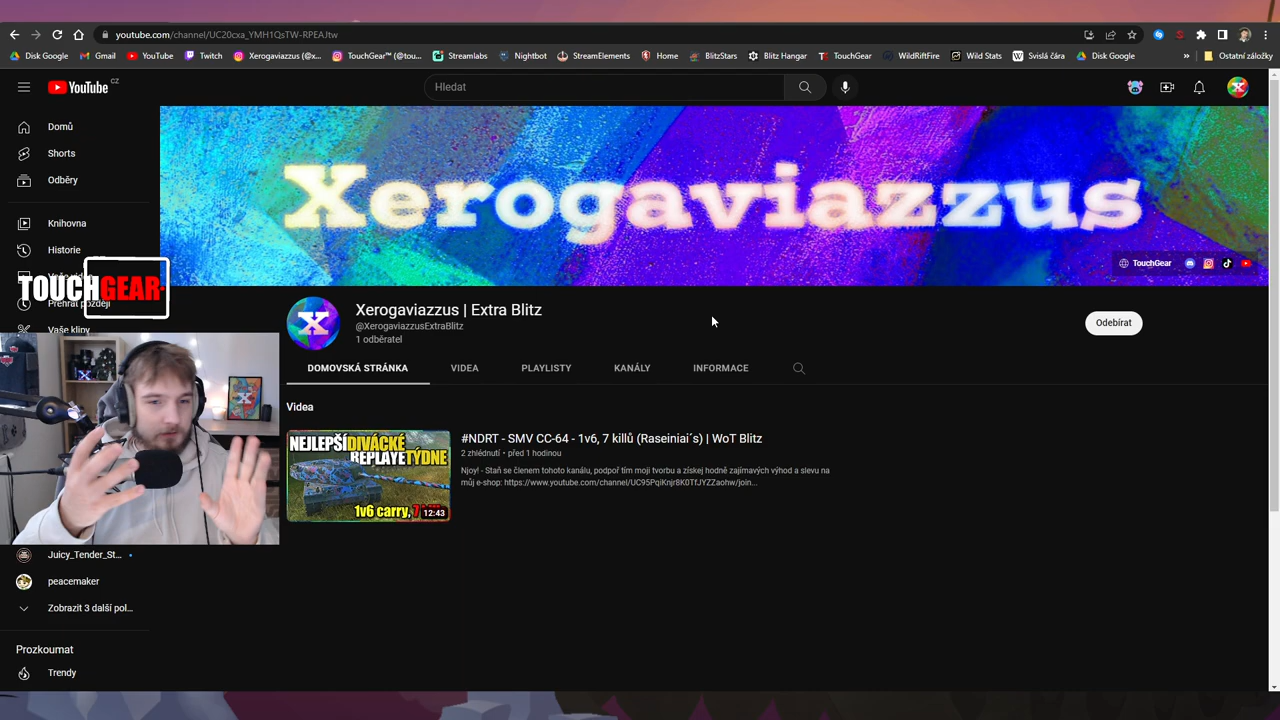 youtube.com/channel/UC20cxa_YMH1QsTW-RPEAJtw
Disk Google
Gmail
YouTube
Twitch
Xerogaviazzus (@x...
TouchGear™ (@tou...
Streamlabs
Nightbot
StreamElements
Home
BlitzStars
Blitz Hangar
TouchGear
WildRiftFire
Wild Stats
Svislá čára
Disk Google
»
Ostatní záložky
YouTube CZ
Hledat
Domů
Shorts
Odběry
Knihovna
Historie
Přehrát později
Vaše klipy
TOUCHGEAR
Juicy_Tender_St...
peacemaker
Zobrazit 3 další pol...
Prozkoumat
Trendy
Xerogaviazzus
TouchGear
X
Xerogaviazzus | Extra Blitz
@XerogaviazzusExtraBlitz
1 odběratel
Odebírat
DOMOVSKÁ STRÁNKA
VIDEA
PLAYLISTY
KANÁLY
INFORMACE
Videa
NEJLEPŠÍ DIVÁCKÉ
REPLAYE TÝDNE
1v6 carry, 7
12:43
#NDRT - SMV CC-64 - 1v6, 7 killů (Raseiniai´s) | WoT Blitz
2 zhlédnutí • před 1 hodinou
Njoy! - Staň se členem tohoto kanálu, podpoř tím moji tvorbu a získej hodně zajímavých výhod a slevu na
můj e-shop: https://www.youtube.com/channel/UC95PqiKnjr8K0TfJYZZaohw/join...